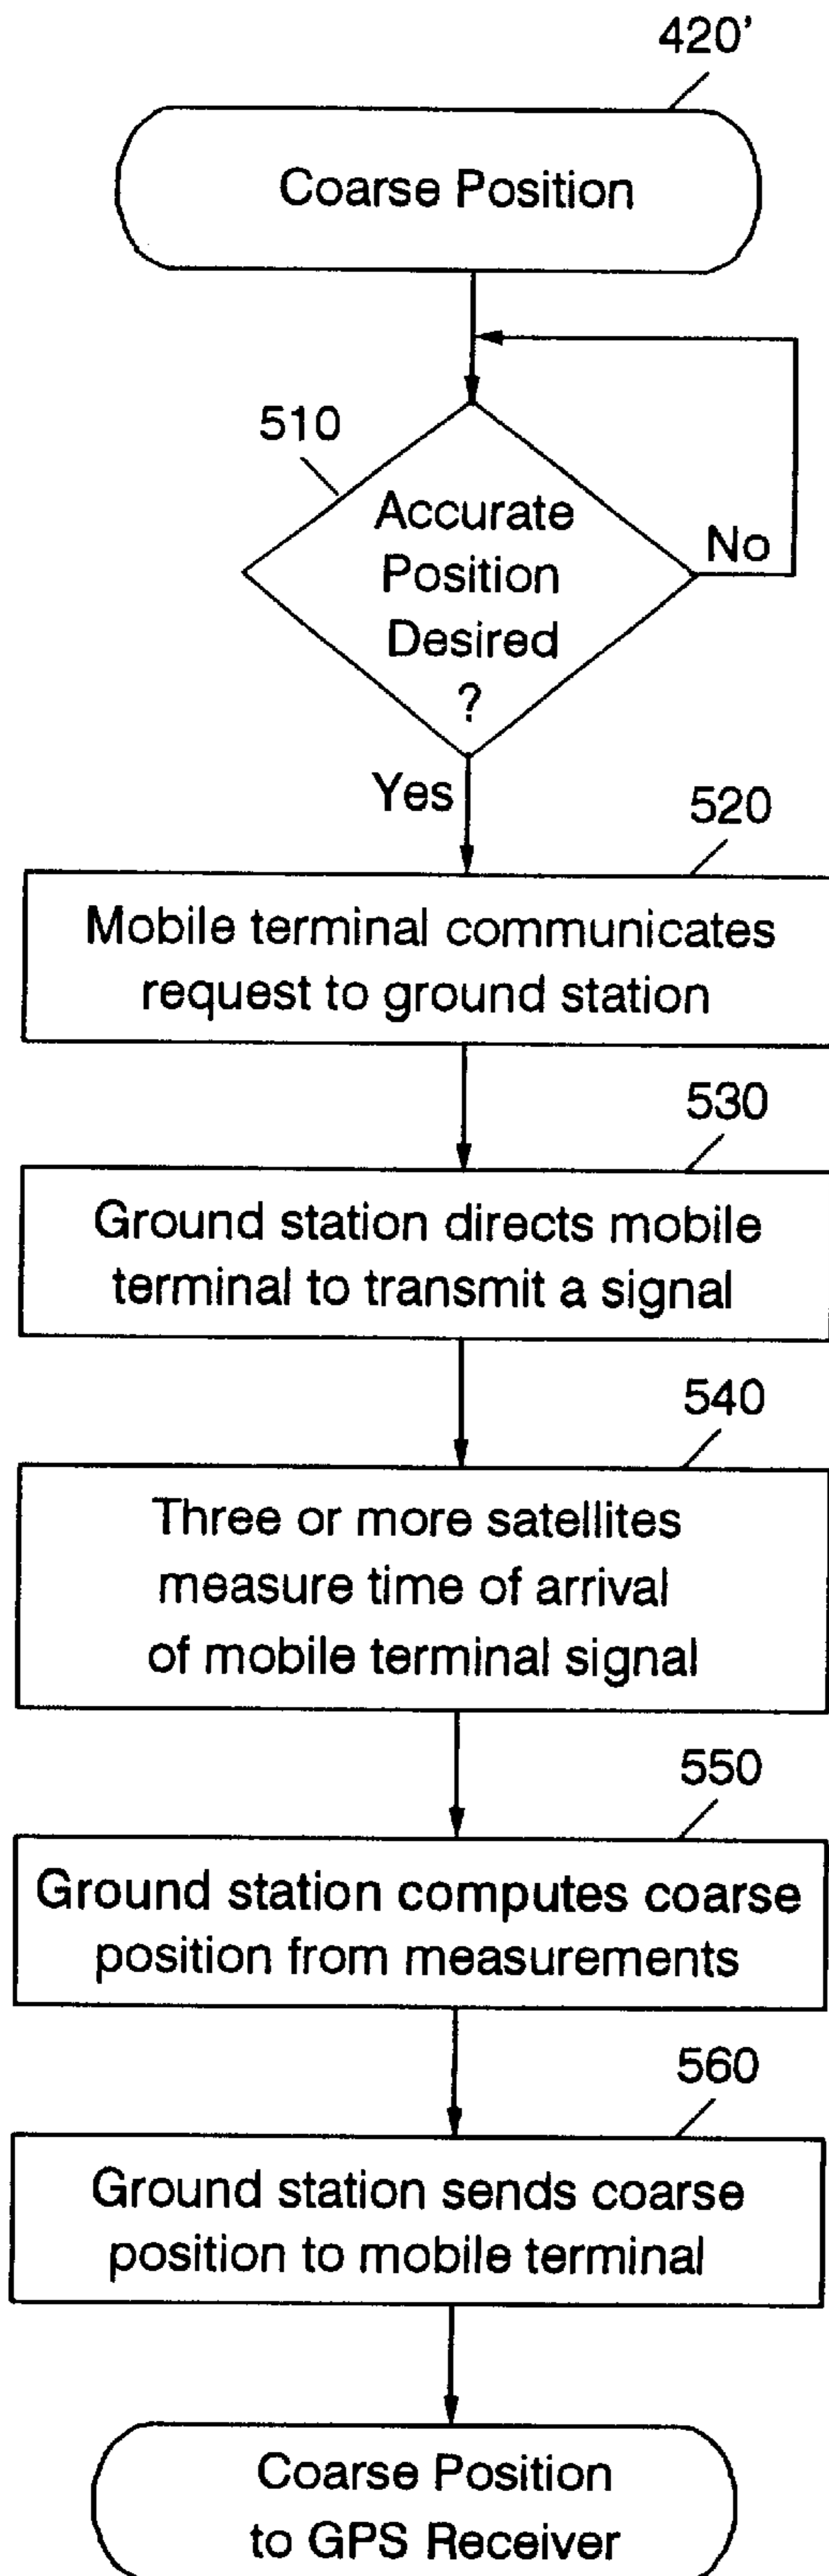 420'
Coarse Position
510
Accurate
Position
Desired
?
No
Yes
520
Mobile terminal communicates
request to ground station
530
Ground station directs mobile
terminal to transmit a signal
540
Three or more satellites
measure time of arrival
of mobile terminal signal
550
Ground station computes coarse
position from measurements
560
Ground station sends coarse
position to mobile terminal
Coarse Position
to GPS Receiver